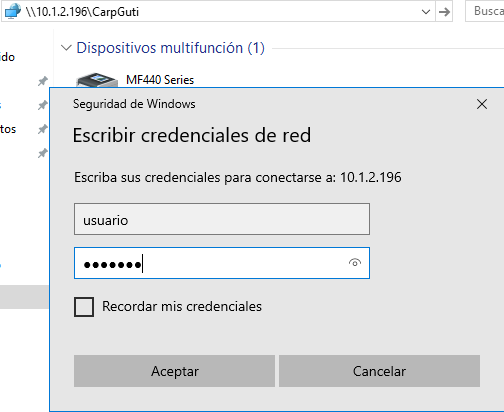 \\10.1.2.196\CarpGuti
Busca
Dispositivos multifunción (1)
ido
MF440 Series
tos
Seguridad de Windows
Escribir credenciales de red
Escriba sus credenciales para conectarse a: 10.1.2.196
usuario
●●●●●●●
Recordar mis credenciales
Aceptar
Cancelar